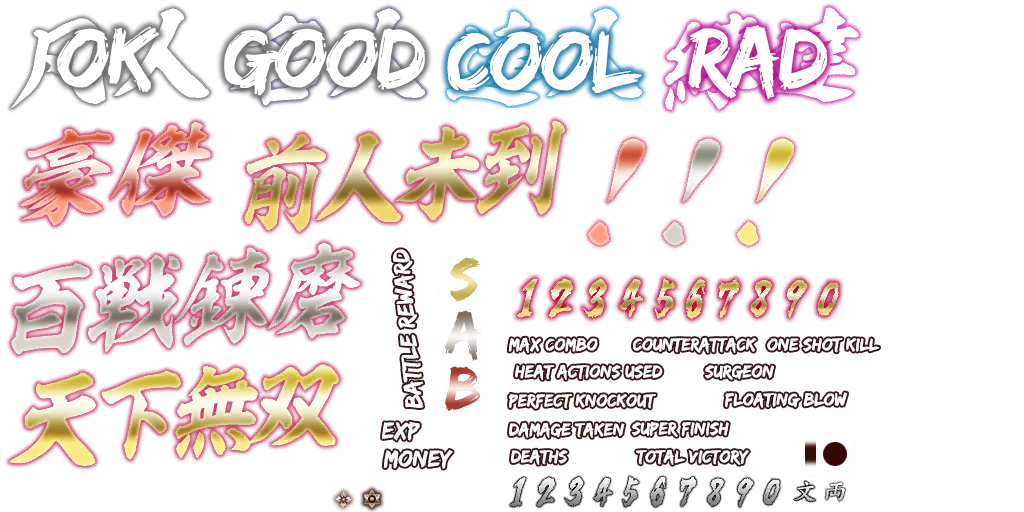 OK
GOOD
COOL
RAD
豪傑
前人未到
! ! !
百戦錬磨
天下無双
BATTLE REWARD
S
A
B
EXP
MONEY
1 2 3 4 5 6 7 8 9 0
MAX COMBO COUNTERATTACK ONE SHOT KILL
HEAT ACTIONS USED SURGEON
PERFECT KNOCKOUT FLOATING BLOW
DAMAGE TAKEN SUPER FINISH
DEATHS TOTAL VICTORY
1 2 3 4 5 6 7 8 9 0 文両